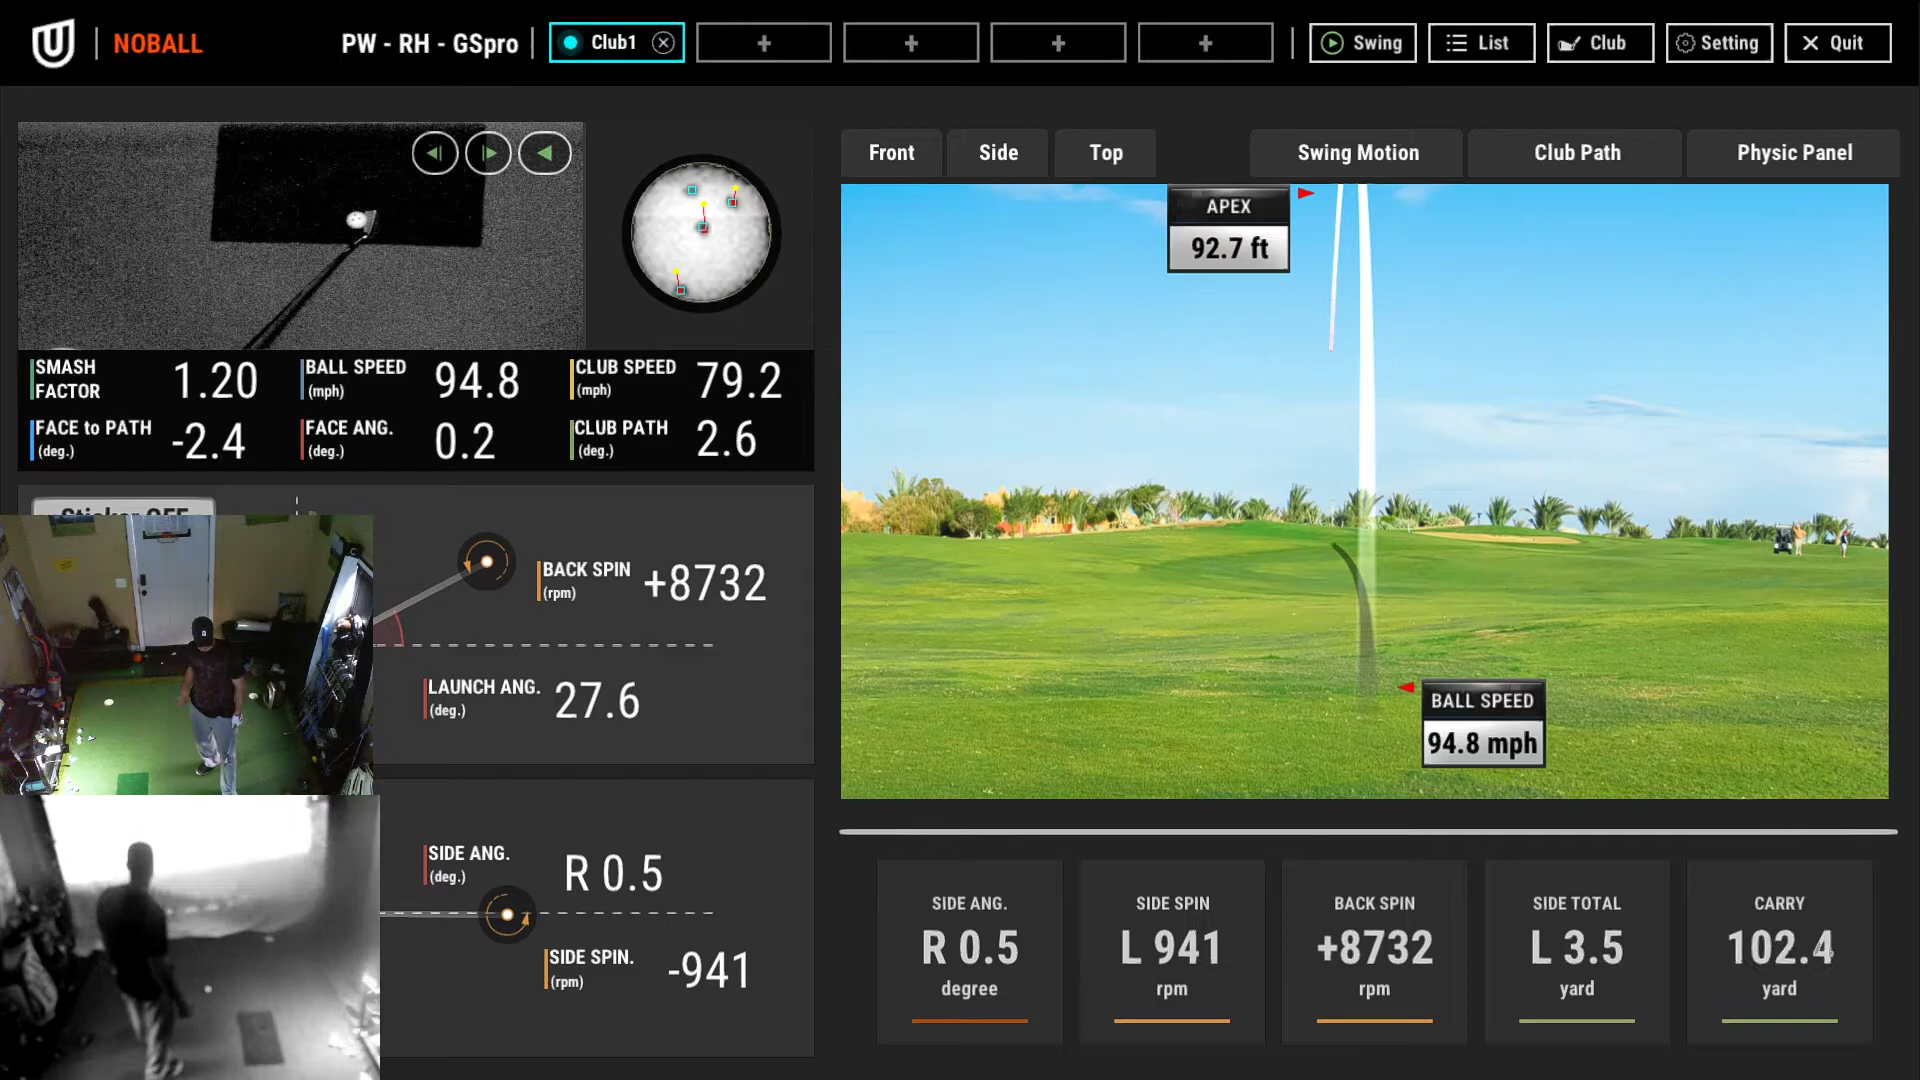 NOBALL
PW - RH - GSpro
Club1
Swing
List
Club
Setting
Quit
Front
Side
Top
Swing Motion
Club Path
Physic Panel
APEX
92.7 ft
SMASH FACTOR
1.20
BALL SPEED (mph)
94.8
CLUB SPEED (mph)
79.2
FACE to PATH (deg.)
-2.4
FACE ANG. (deg.)
0.2
CLUB PATH (deg.)
2.6
Sticker OFF
BACK SPIN (rpm)
+8732
LAUNCH ANG. (deg.)
27.6
BALL SPEED
94.8 mph
SIDE ANG. (deg.)
R 0.5
SIDE SPIN. (rpm)
-941
SIDE ANG.
R 0.5
degree
SIDE SPIN
L 941
rpm
BACK SPIN
+8732
rpm
SIDE TOTAL
L 3.5
yard
CARRY
102.4
yard